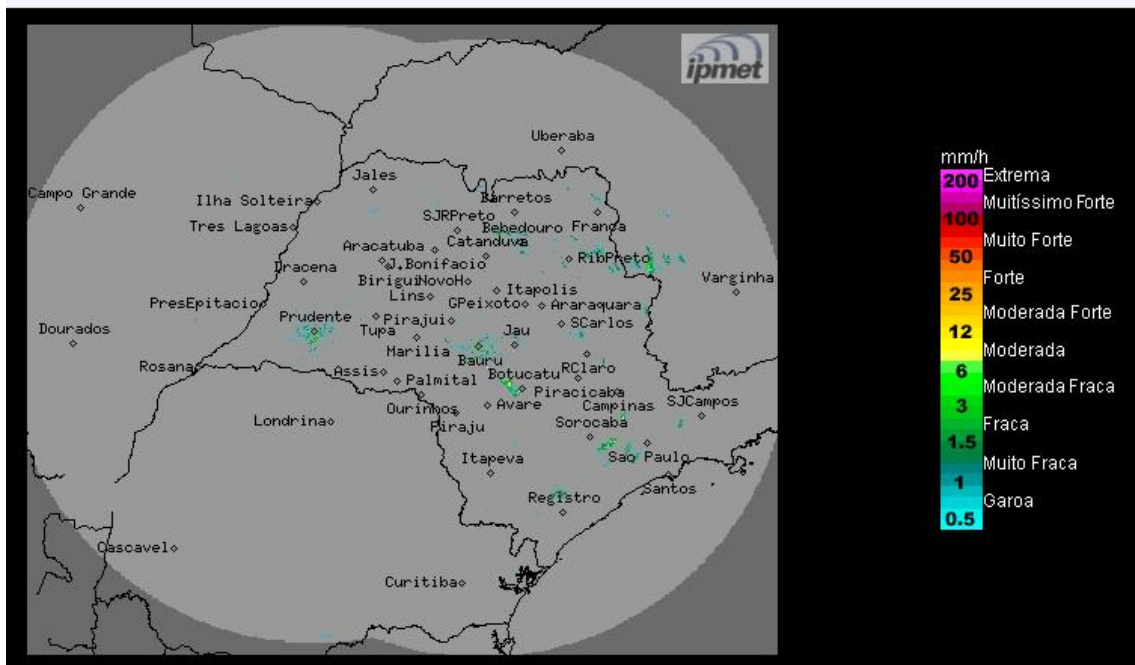 ipmet
Uberaba
Jales
Campo Grande
Ilha Solteira
Barretos
SJRPreto
Tres Lagoas
Bebedouro
Franca
Catanduva
Aracatuba
RibPreto
J.Bonifacio
Dracena
Varginha
Birigui
NovoH
Itapolis
Lins
GPeixoto
Araraquara
PresEpitacio
Prudente
Pirajui
SCarlos
Dourados
Tupa
Jau
Marilia
Bauru
Rosana
Assis
Botucatu
RClaro
Palmital
Piracicaba
Ourinhos
Avare
Campinas
SJCampos
Londrina
Piraju
Sorocaba
Itapeva
Sao Paulo
Santos
Registro
Cascavel
Curitiba
mm/h
Extrema
200
Muitíssimo Forte
100
Muito Forte
50
Forte
25
Moderada Forte
12
Moderada
6
Moderada Fraca
3
Fraca
1.5
Muito Fraca
1
Garoa
0.5